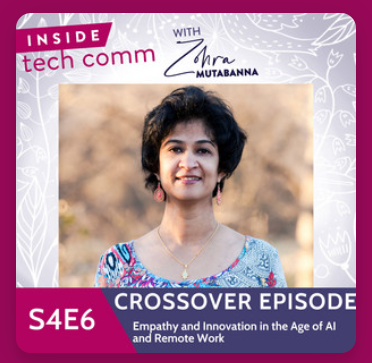 INSIDE
tech comm
WITH
Zohra
MUTABANNA
S4E6
CROSSOVER EPISODE
Empathy and Innovation in the Age of AI
and Remote Work